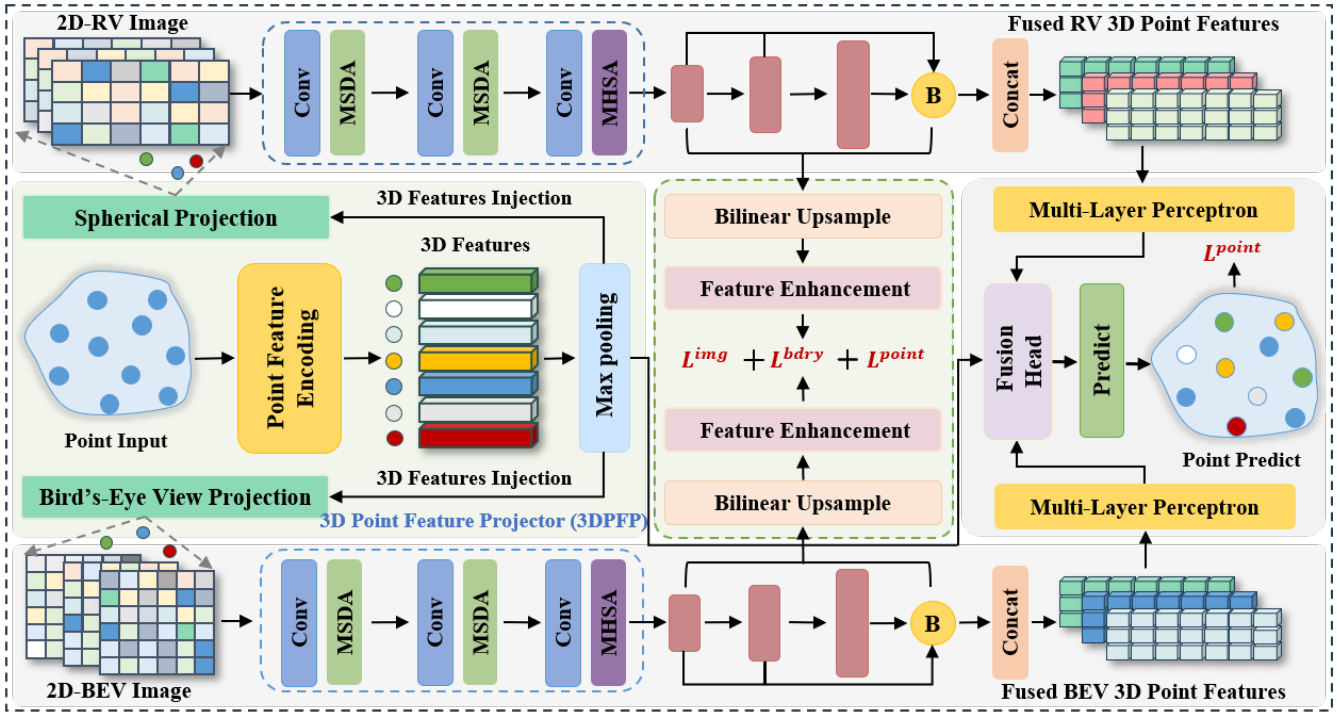 2D-RV Image
Conv
MSDA
Conv
MSDA
Conv
MHSA
B
Concat
Fused RV 3D Point Features
Spherical Projection
3D Features Injection
3D Features
Point Input
Point Feature
Encoding
Max pooling
3D Features Injection
Bird's-Eye View Projection
3D Point Feature Projector (3DPFP)
Bilinear Upsample
Feature Enhancement
L^img + L^bdry + L^point
Feature Enhancement
Bilinear Upsample
Multi-Layer Perceptron
L^point
Fusion
Head
Predict
Point Predict
Multi-Layer Perceptron
2D-BEV Image
Conv
MSDA
Conv
MSDA
Conv
MHSA
B
Concat
Fused BEV 3D Point Features